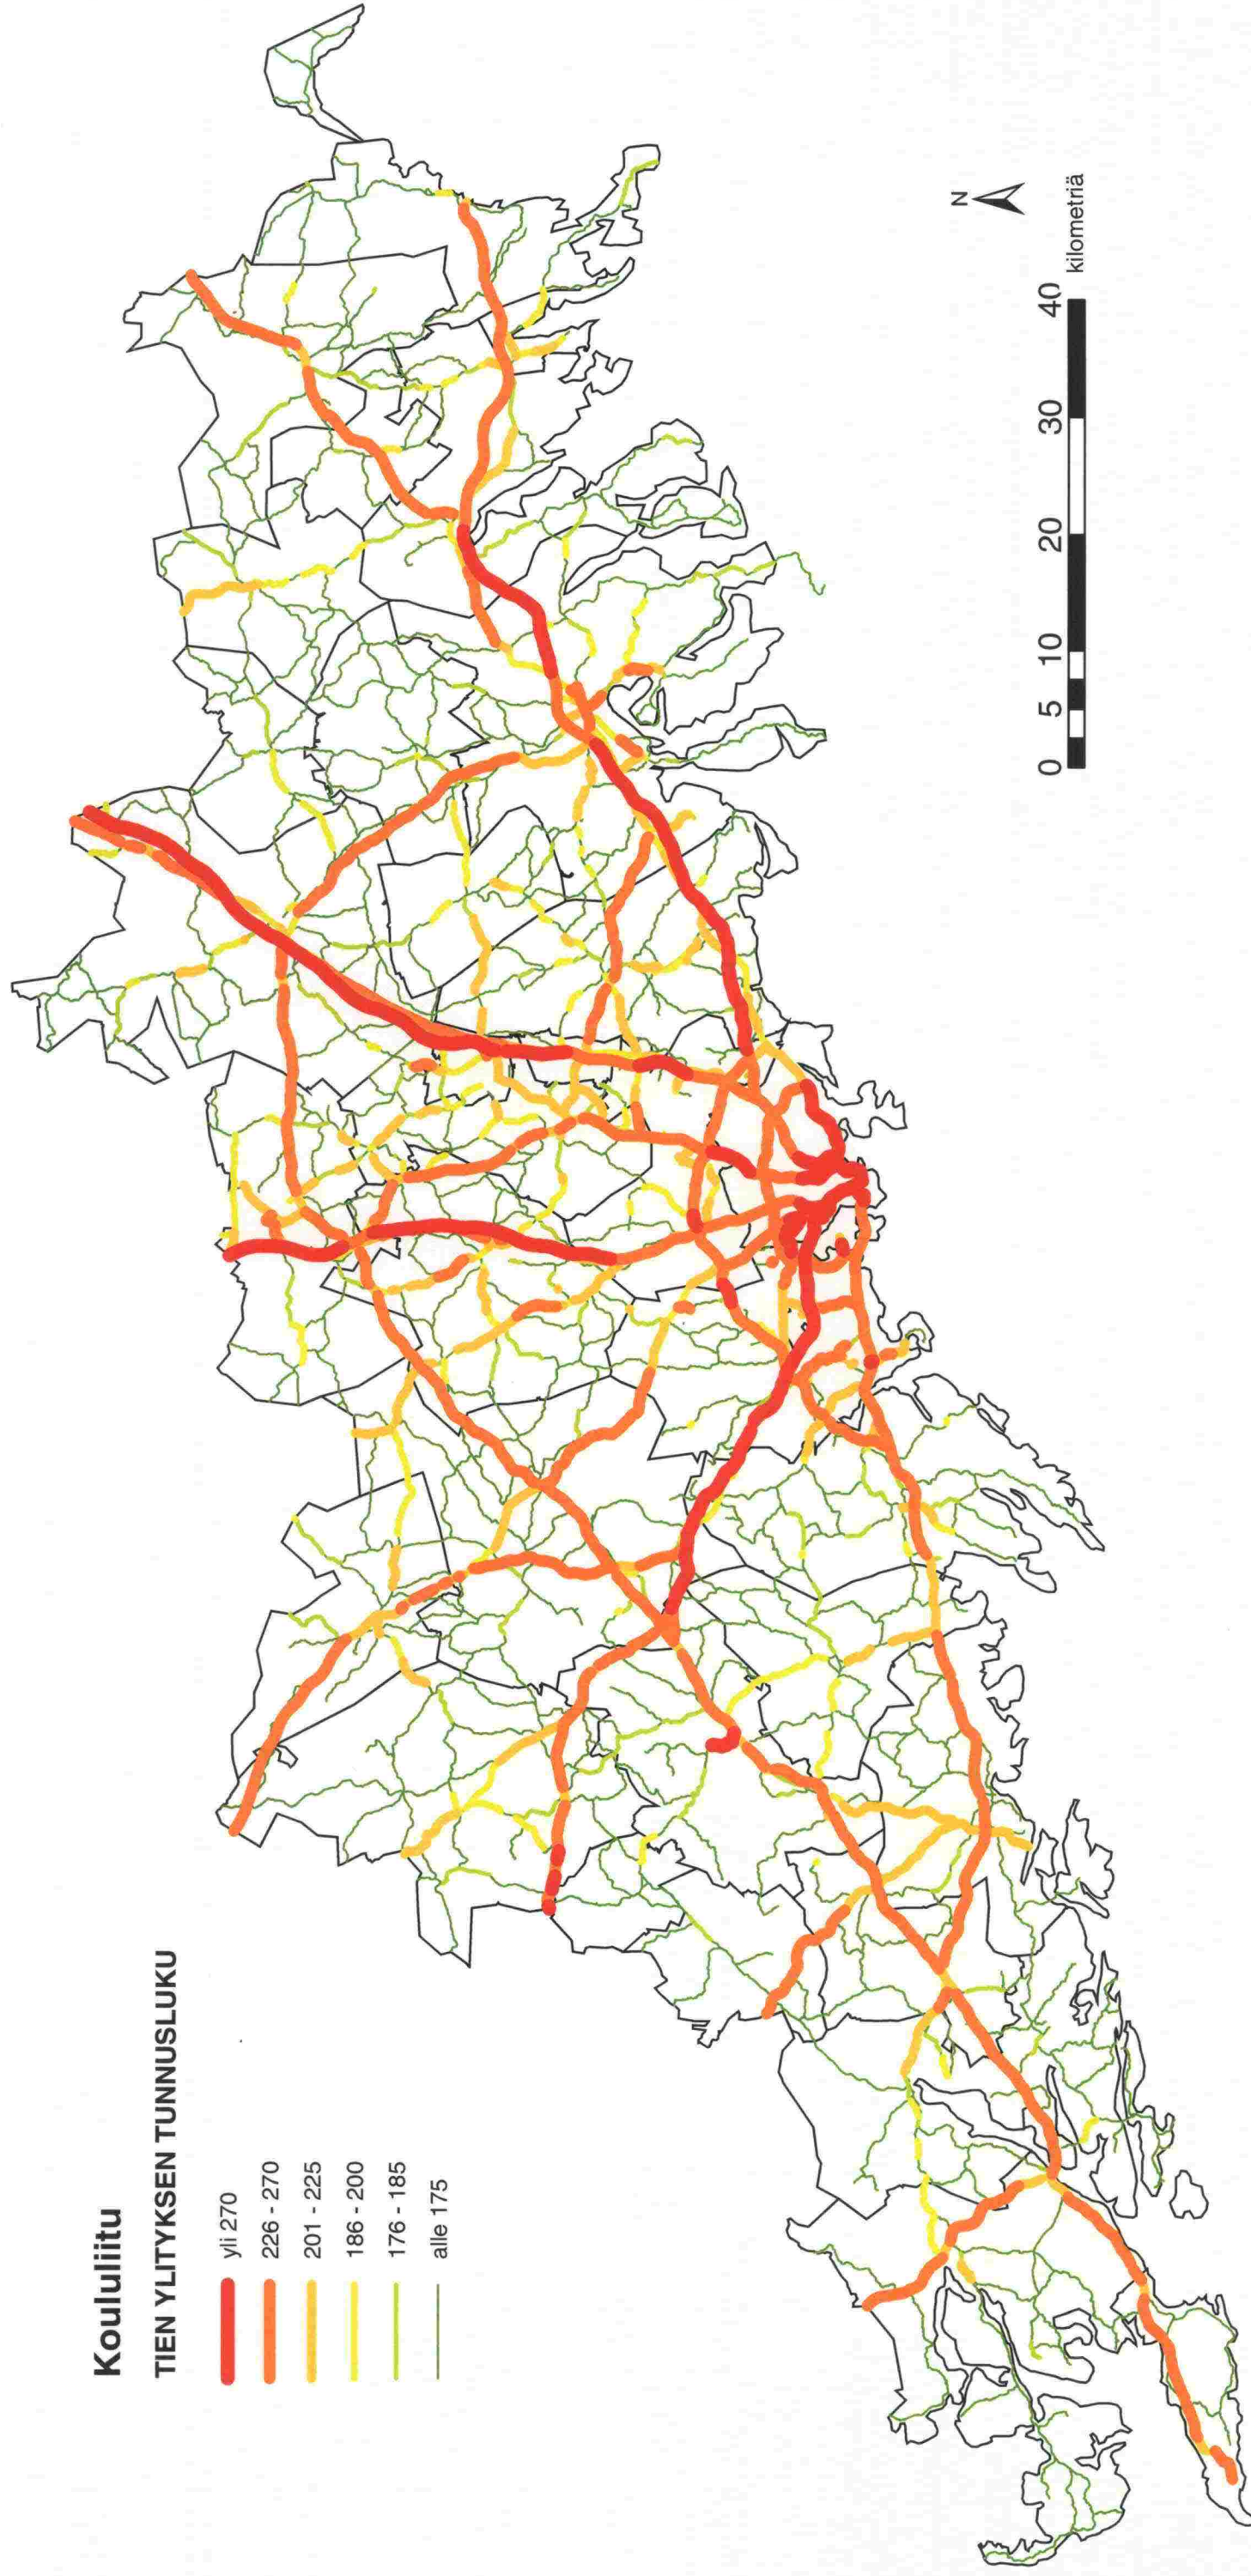 Koululiitu
TIEN YLITYKSEN TUNNUSLUKU
yli 270
226 - 270
201 - 225
186 - 200
176 - 185
alle 175
N
0 5 10 20 30 40
kilometriä